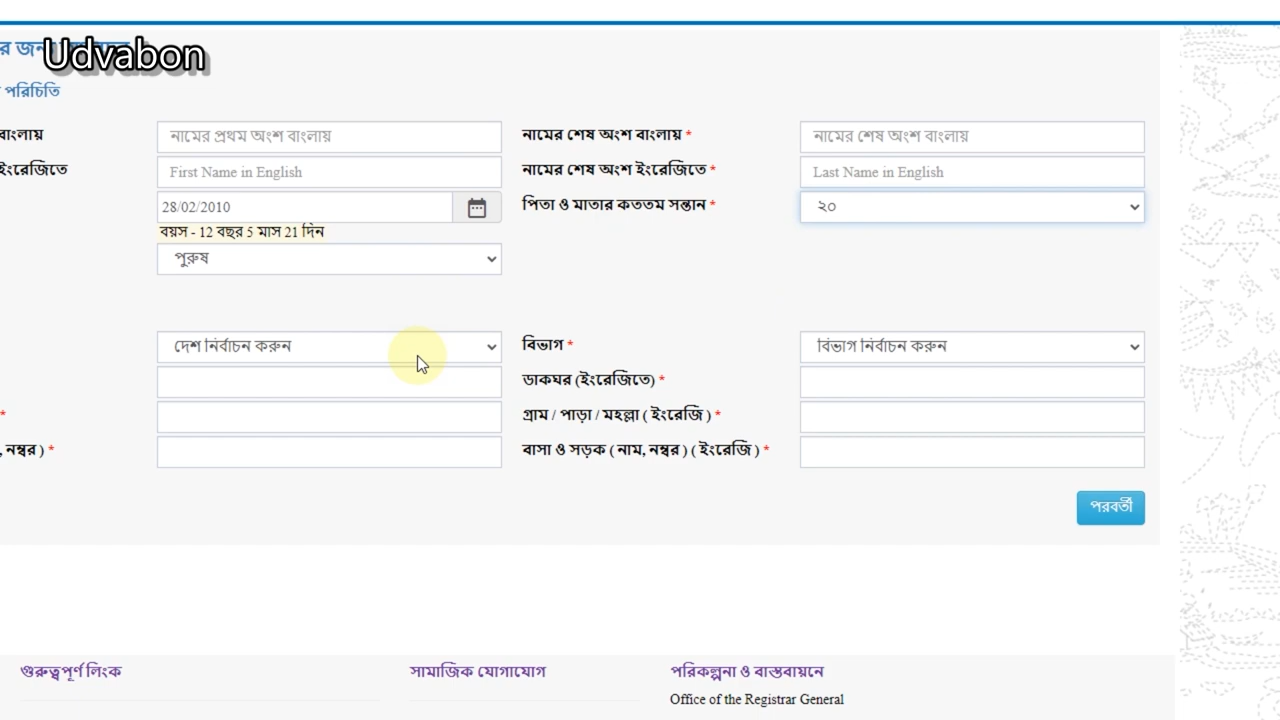 Udvabon
পরিচিতি
বাংলায় নামের প্রথম অংশ বাংলায় নামের শেষ অংশ বাংলায় * নামের শেষ অংশ বাংলায়
ইংরেজিতে First Name in English নামের শেষ অংশ ইংরেজিতে * Last Name in English
28/02/2010 পিতা ও মাতার কততম সন্তান * ২০
বয়স - 12 বছর 5 মাস 21 দিন
পুরুষ
দেশ নির্বাচন করুন বিভাগ * বিভাগ নির্বাচন করুন
ডাকঘর (ইংরেজিতে) *
* গ্রাম / পাড়া / মহল্লা ( ইংরেজি ) *
, নম্বর ) * বাসা ও সড়ক ( নাম, নম্বর ) ( ইংরেজি ) *
পরবর্তী
গুরুত্বপূর্ণ লিংক সামাজিক যোগাযোগ পরিকল্পনা ও বাস্তবায়নে
Office of the Registrar General